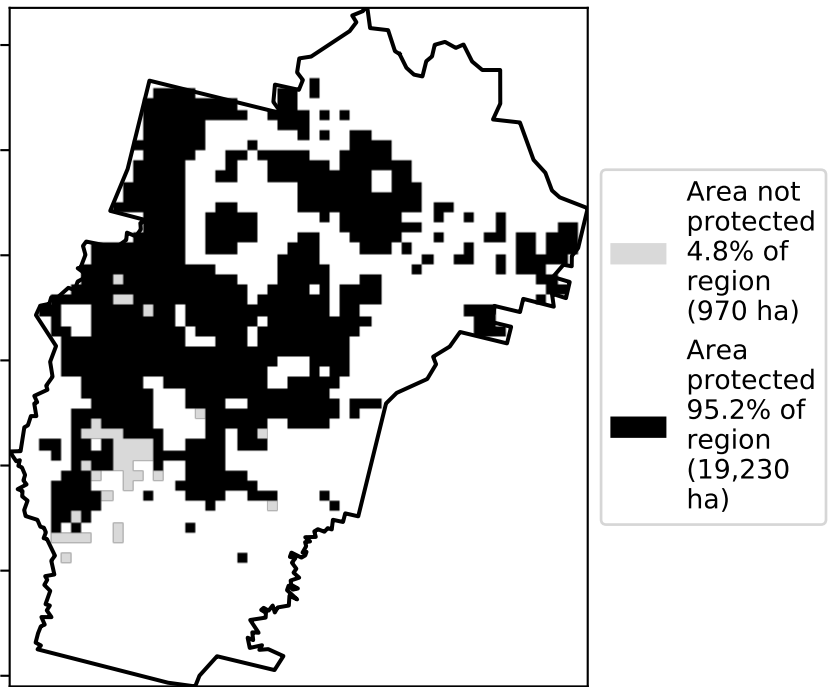 Area not
protected
4.8% of
region
(970 ha)
Area
protected
95.2% of
region
(19,230
ha)